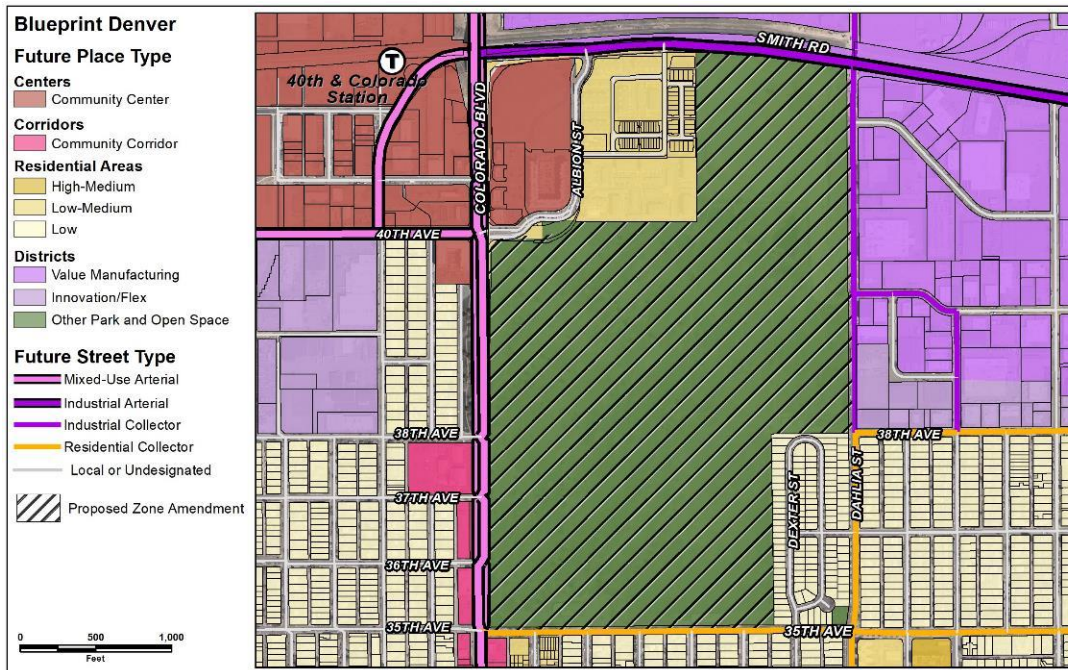 Blueprint Denver
Future Place Type
Centers
Community Center
Corridors
Community Corridor
Residential Areas
High-Medium
Low-Medium
Low
Districts
Value Manufacturing
Innovation/Flex
Other Park and Open Space
Future Street Type
Mixed-Use Arterial
Industrial Arterial
Industrial Collector
Residential Collector
Local or Undesignated
Proposed Zone Amendment
0 500 1,000
Feet
SMITH RD
T
40th & Colorado
Station
COLORADO BLVD
ALBION ST
40TH AVE
38TH AVE
38TH AVE
37TH AVE
DEXTER ST
DAHLIA ST
36TH AVE
35TH AVE
35TH AVE